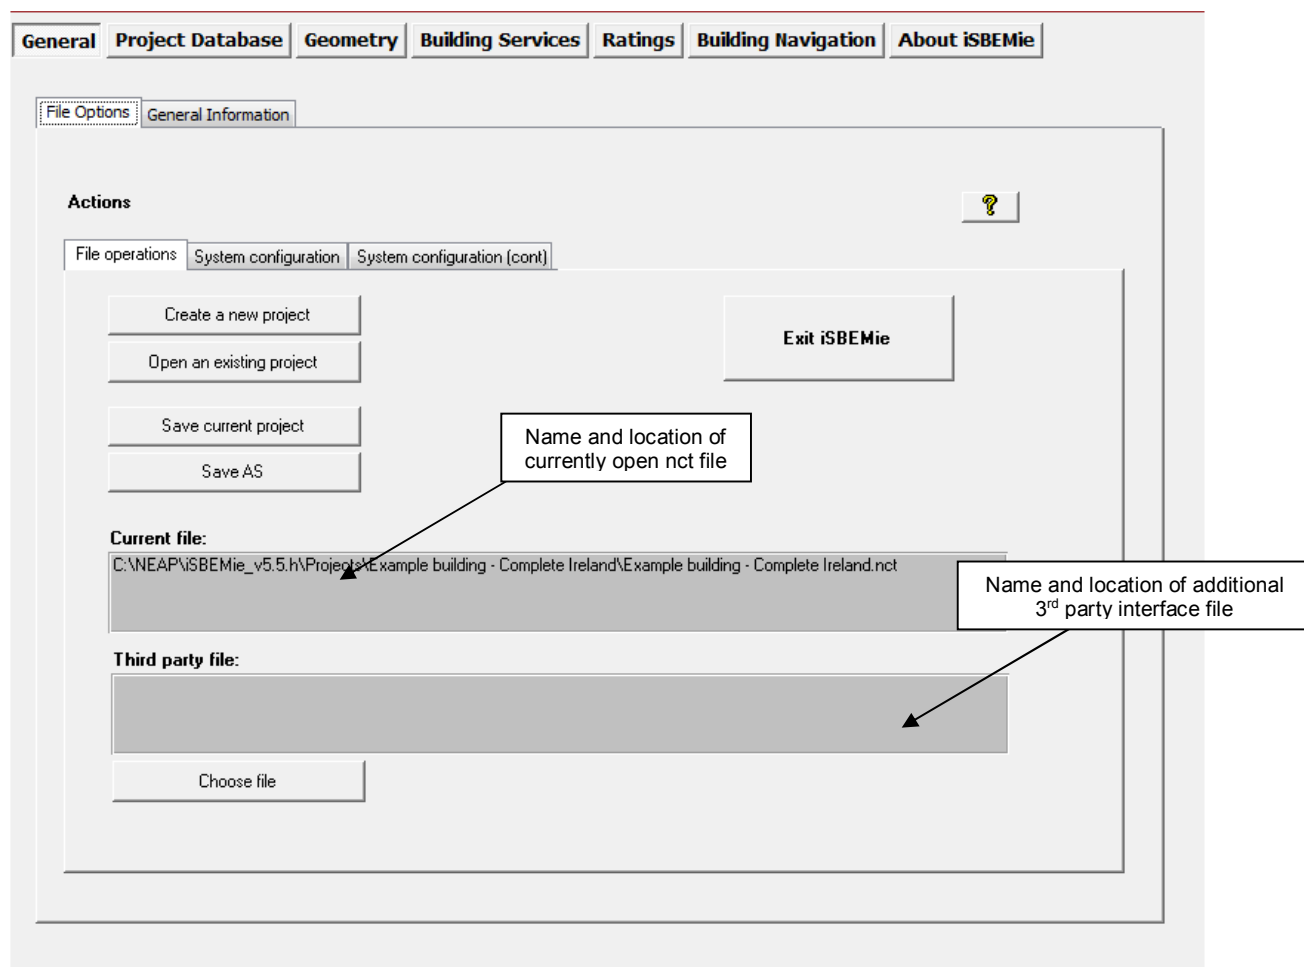 General Project Database Geometry Building Services Ratings Building Navigation About iSBEMie
File Options General Information
Actions
?
File operations System configuration System configuration (cont)
Create a new project
Exit iSBEMie
Open an existing project
Save current project
Name and location of
currently open nct file
Save AS
Current file:
C:\NEAP\iSBEMie_v5.5.h\Projects\Example building - Complete Ireland\Example building - Complete Ireland.nct
Name and location of additional
3rd party interface file
Third party file:
Choose file